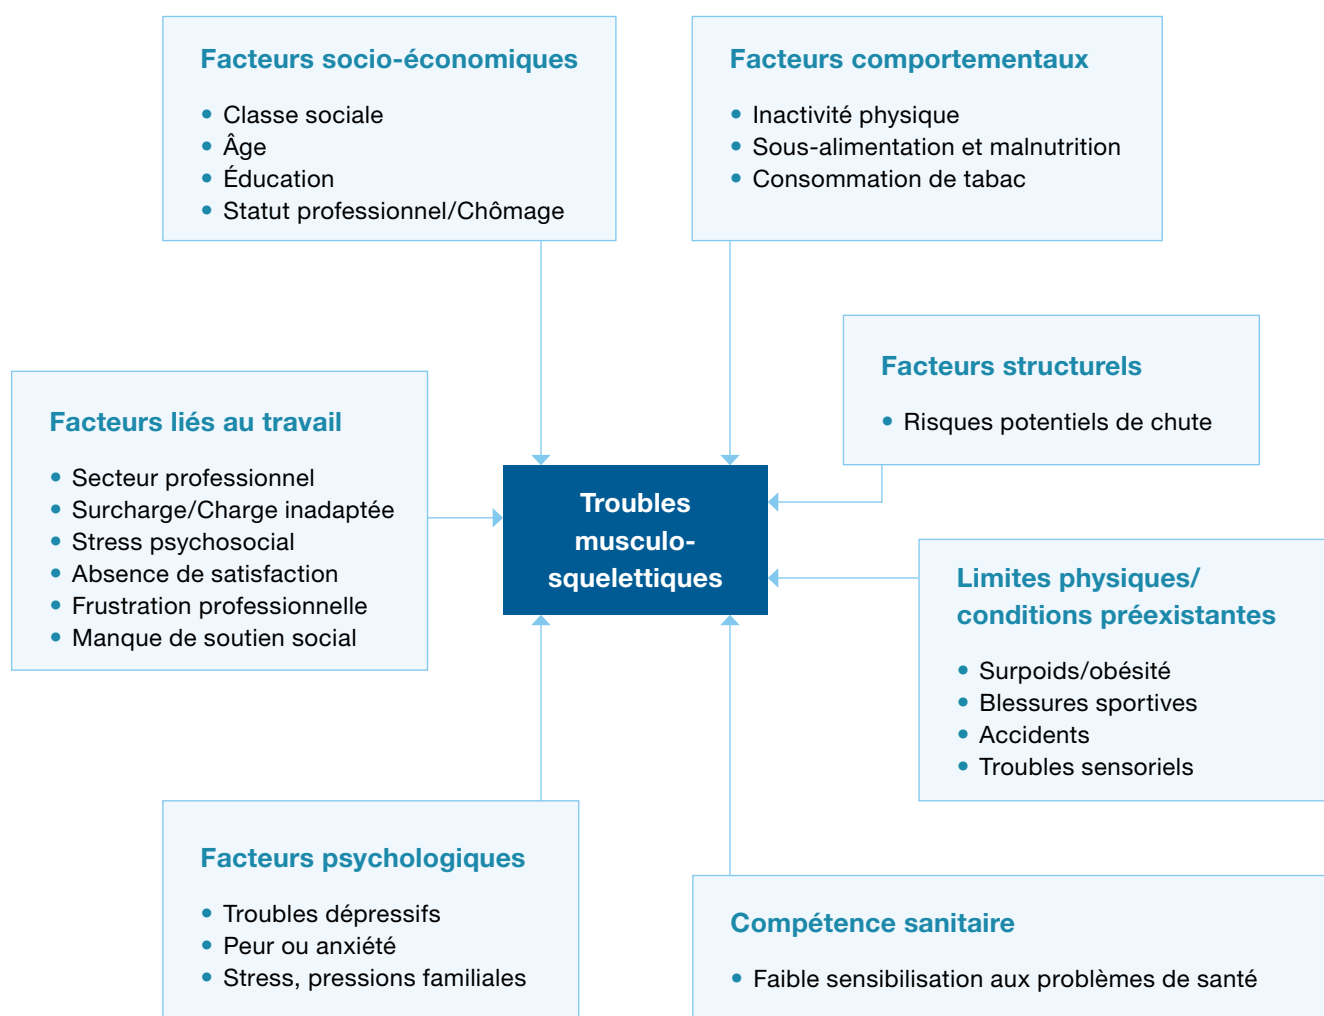 Facteurs socio-économiques
• Classe sociale
• Âge
• Éducation
• Statut professionnel/Chômage
Facteurs comportementaux
• Inactivité physique
• Sous-alimentation et malnutrition
• Consommation de tabac
Facteurs structurels
• Risques potentiels de chute
Facteurs liés au travail
• Secteur professionnel
• Surcharge/Charge inadaptée
• Stress psychosocial
• Absence de satisfaction
• Frustration professionnelle
• Manque de soutien social
Troubles
musculo-
squelettiques
Limites physiques/
conditions préexistantes
• Surpoids/obésité
• Blessures sportives
• Accidents
• Troubles sensoriels
Facteurs psychologiques
• Troubles dépressifs
• Peur ou anxiété
• Stress, pressions familiales
Compétence sanitaire
• Faible sensibilisation aux problèmes de santé